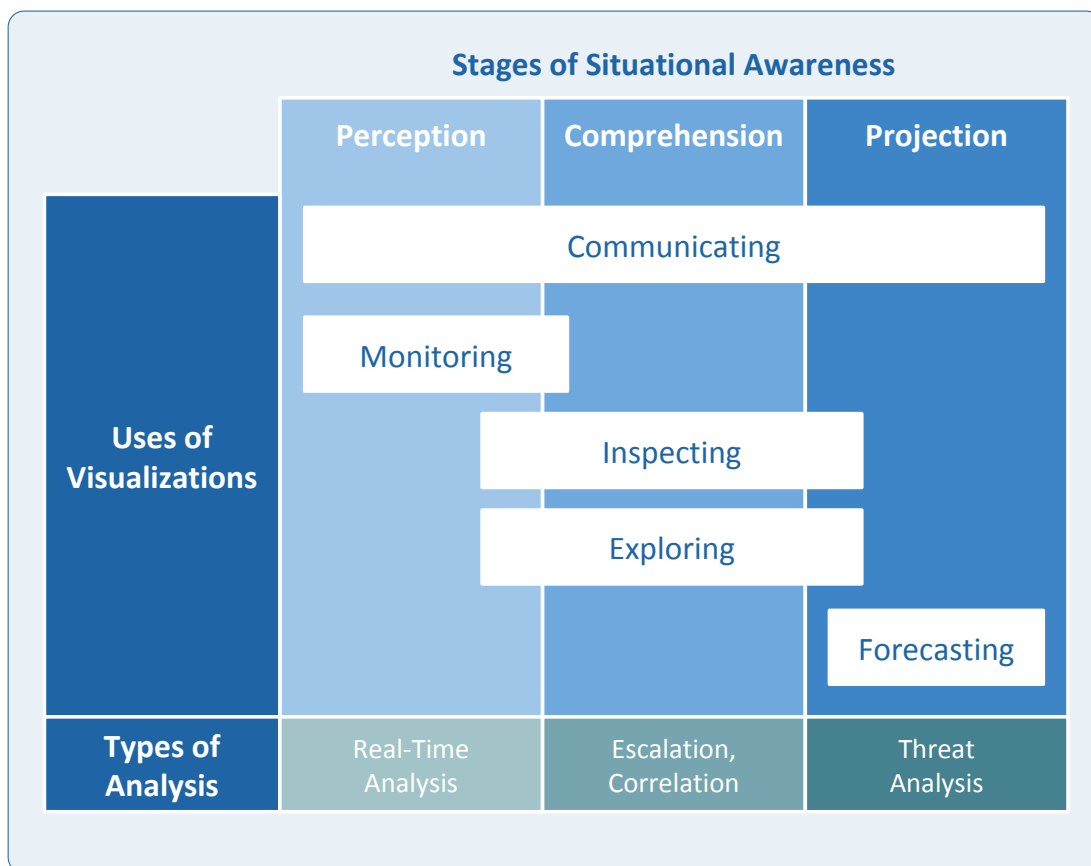 Stages of Situational Awareness
Perception
Comprehension
Projection
Communicating
Monitoring
Uses of
Visualizations
Inspecting
Exploring
Forecasting
Types of
Analysis
Real-Time
Analysis
Escalation,
Correlation
Threat
Analysis